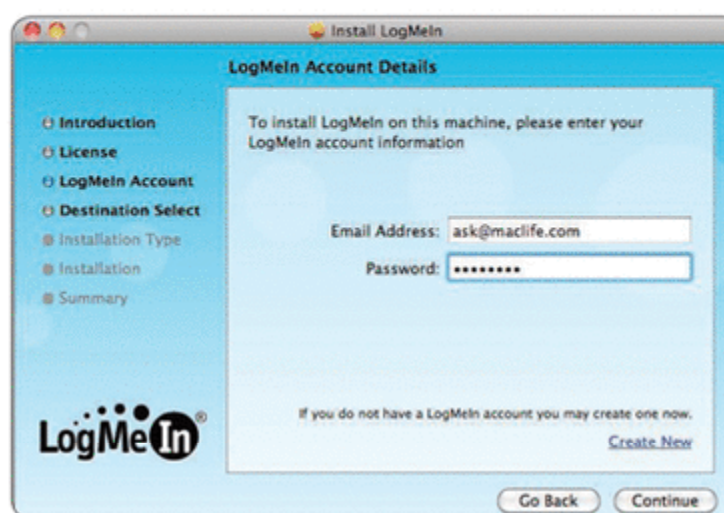 Install LogMeIn
LogMeIn Account Details
Introduction
License
LogMeIn Account
Destination Select
Installation Type
Installation
Summary
To install LogMeIn on this machine, please enter your
LogMeIn account information
Email Address: ask@maclife.com
Password: ••••••••
If you do not have a LogMeIn account you may create one now.
Create New
LogMeIn®
Go Back Continue